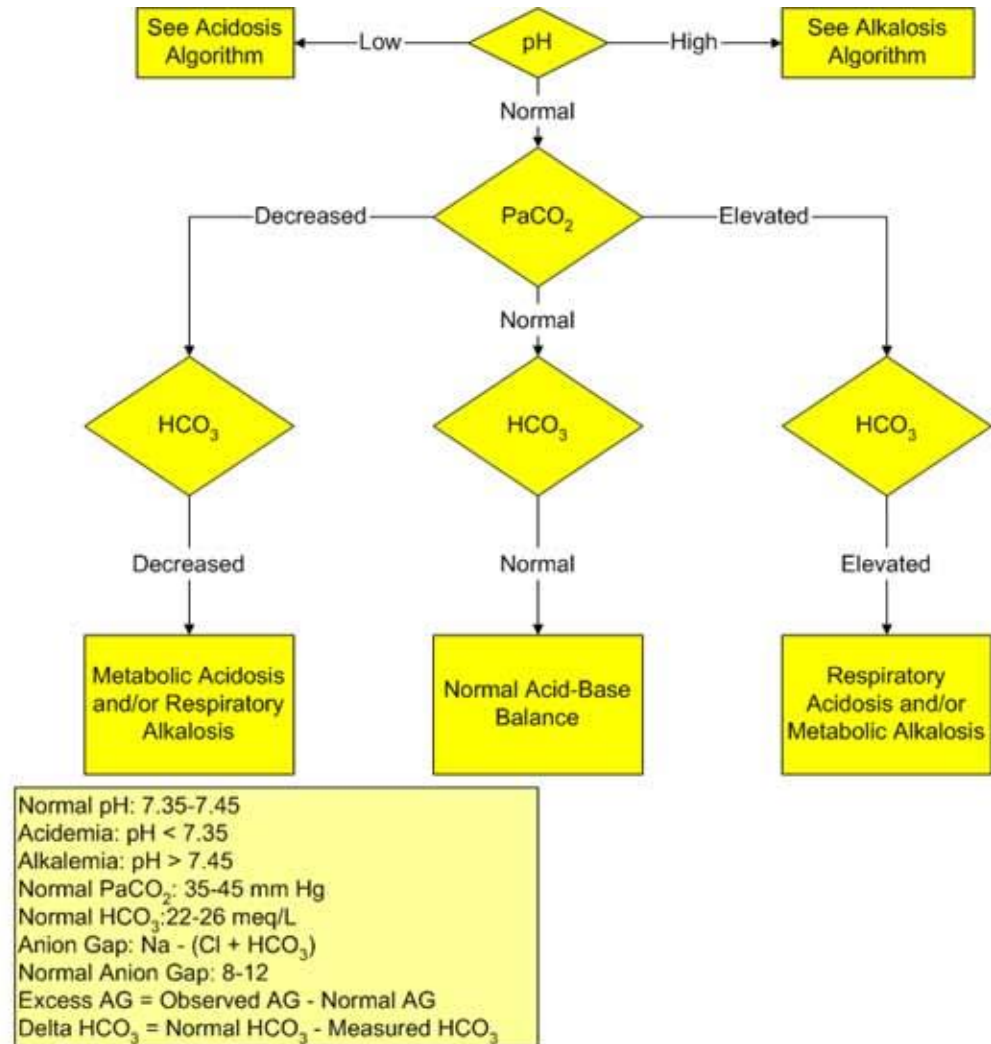 See Acidosis
Algorithm
Low
pH
High
See Alkalosis
Algorithm
Normal
Decreased
PaCO₂
Elevated
Normal
HCO₃
HCO₃
HCO₃
Decreased
Normal
Elevated
Metabolic Acidosis
and/or Respiratory
Alkalosis
Normal Acid-Base
Balance
Respiratory
Acidosis and/or
Metabolic Alkalosis
Normal pH: 7.35-7.45
Acidemia: pH < 7.35
Alkalemia: pH > 7.45
Normal PaCO₂: 35-45 mm Hg
Normal HCO₃:22-26 meq/L
Anion Gap: Na - (Cl + HCO₃)
Normal Anion Gap: 8-12
Excess AG = Observed AG - Normal AG
Delta HCO₃ = Normal HCO₃ - Measured HCO₃